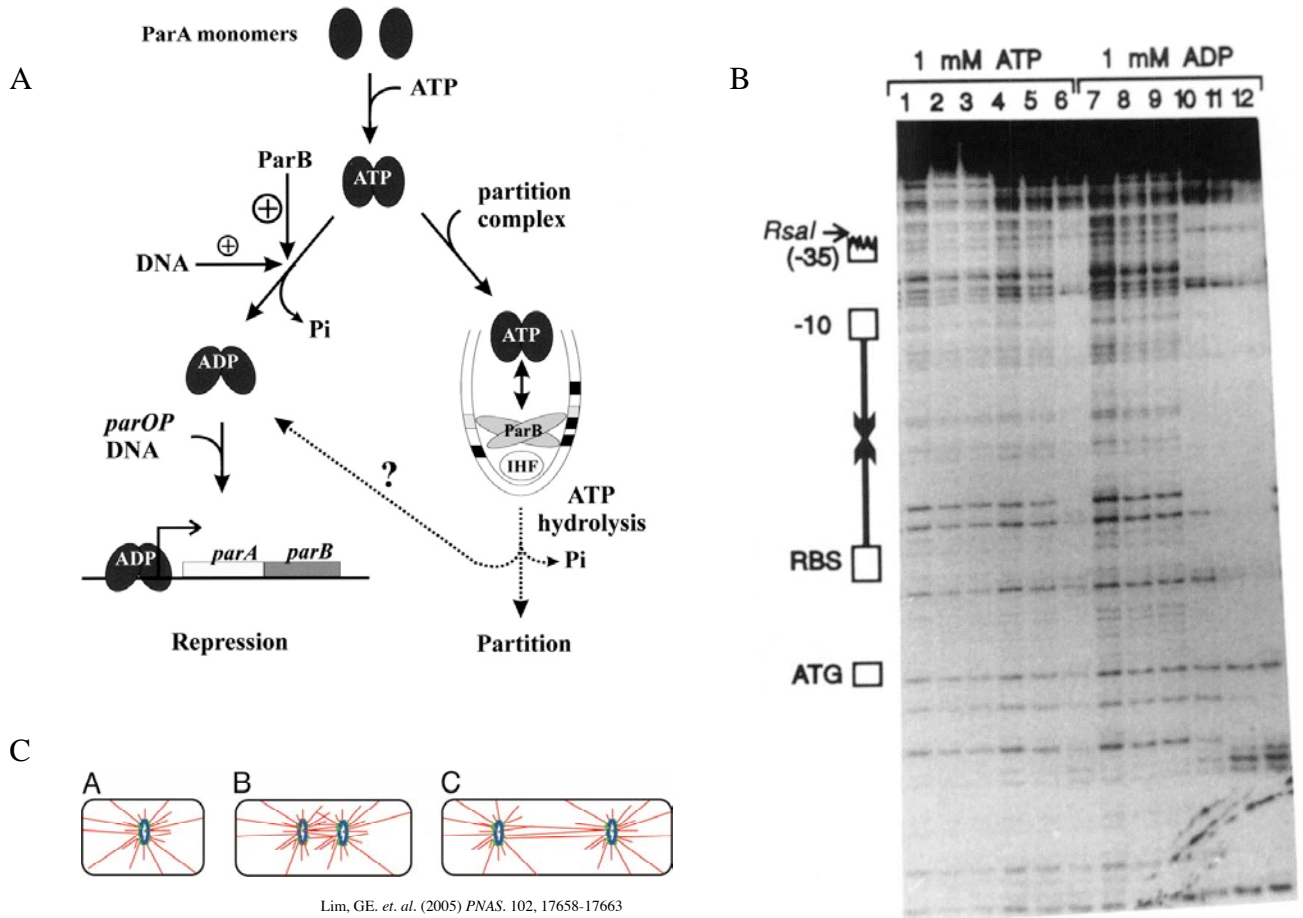 A
ParA monomers
ATP
ParB
ATP
+
partition
complex
DNA
+
Pi
ADP
ATP
parOP
DNA
ParB
IHF
?
ATP
hydrolysis
Pi
ADP
parA
parB
Repression
Partition
B
1 mM ATP
1 mM ADP
1 2 3 4 5 6 7 8 9 10 11 12
RsaI
(-35)
-10
RBS
ATG
C
A
B
C
Lim, GE. et. al. (2005) PNAS. 102, 17658-17663